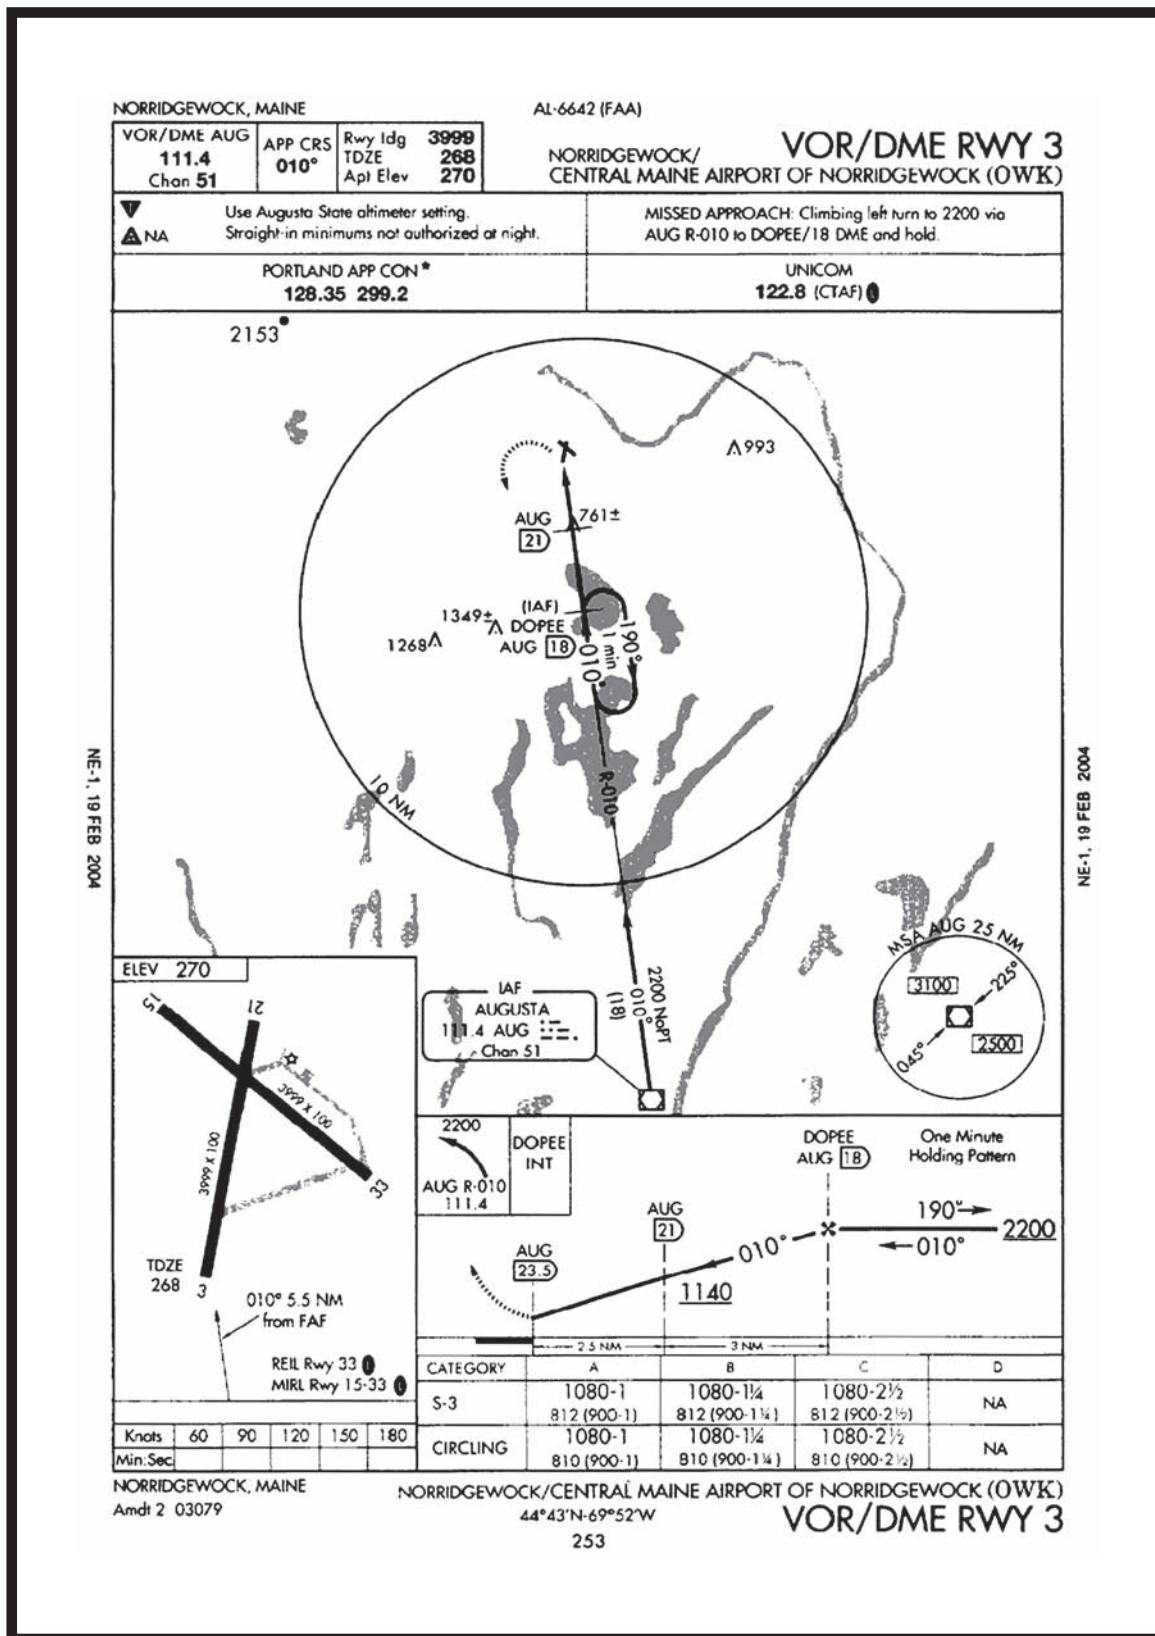 NORRIDGEWOCK, MAINE
AL-6642 (FAA)
VOR/DME AUG
111.4
Chan 51
APP CRS
010°
Rwy ldg 3999
TDZE 268
Apt Elev 270
VOR/DME RWY 3
NORRIDGEWOCK/
CENTRAL MAINE AIRPORT OF NORRIDGEWOCK (OWK)
NA
Use Augusta State altimeter setting.
Straight-in minimums not authorized at night.
MISSED APPROACH: Climbing left turn to 2200 via
AUG R-010 to DOPEE/18 DME and hold.
PORTLAND APP CON*
128.35 299.2
UNICOM
122.8 (CTAF) L
2153
993
AUG
21
761±
(IAF)
DOPEE
AUG 18
1349±
1268
190°
1 min
010°
R-010
10 NM
NE-1, 19 FEB 2004
NE-1, 19 FEB 2004
2200 NoPT
010°
(18)
IAF
AUGUSTA
111.4 AUG
Chan 51
MSA AUG 25 NM
3100
225°
045°
2500
ELEV 270
15
21
3999 X 100
3999 X 100
33
TDZE
268
3
010° 5.5 NM
from FAF
REIL Rwy 33 L
MIRL Rwy 15-33 L
Knots 60 90 120 150 180
Min:Sec
2200
AUG R-010
111.4
DOPEE
INT
DOPEE
AUG 18
One Minute
Holding Pattern
190°
010°
2200
AUG
21
010°
AUG
23.5
1140
2.5 NM
3 NM
CATEGORY A B C D
S-3 1080-1 1080-1¼ 1080-2½ NA
812 (900-1) 812 (900-1¼) 812 (900-2½)
CIRCLING 1080-1 1080-1¼ 1080-2½ NA
810 (900-1) 810 (900-1¼) 810 (900-2½)
NORRIDGEWOCK, MAINE
Amdt 2 03079
NORRIDGEWOCK/CENTRAL MAINE AIRPORT OF NORRIDGEWOCK (OWK)
44°43'N-69°52'W
VOR/DME RWY 3
253